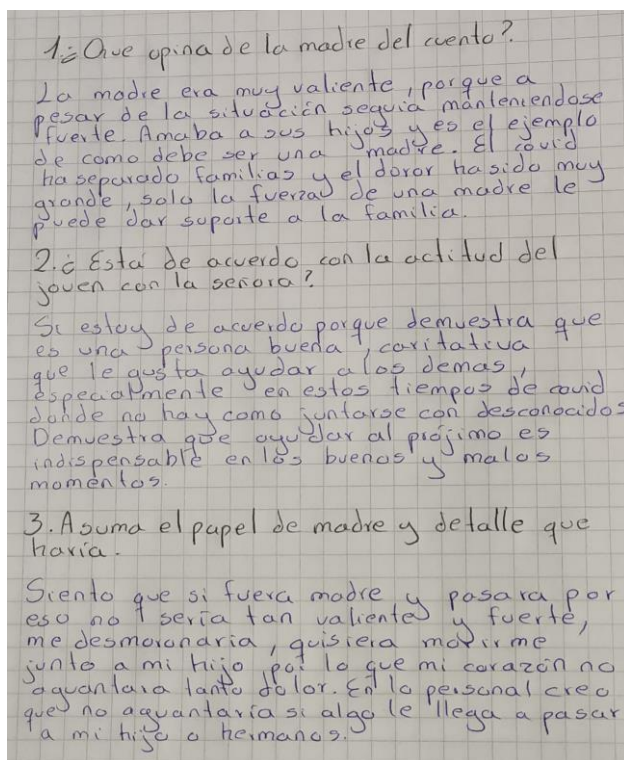 1.¿Que opina de la madre del cuento?
La madre era muy valiente, porque a
pesar de la situación seguia manteniendose
fuerte. Amaba a sus hijos y es el ejemplo
de como debe ser una madre. El covid
ha separado familias y el doror ha sido muy
grande, solo la fuerza de una madre le
puede dar soporte a la familia.
2.¿Está de acuerdo con la actitud del
joven con la señora?
Si estoy de acuerdo porque demuestra que
es una persona buena, caritativa
que le gusta ayudar a los demas,
especialmente en estos tiempos de covid
donde no hay como juntarse con desconocidos
Demuestra que ayudar al prójimo es
indispensable en los buenos y malos
momentos.
3. Asuma el papel de madre y detalle que
haría.
Siento que si fuera madre y pasara por
eso no sería tan valiente y fuerte,
me desmoronaria, quisiera morirme
junto a mi hijo por lo que mi corazón no
aguantara tanto dolor. En lo personal creo
que no aguantaría si algo le llega a pasar
a mi hijo o hermanos.